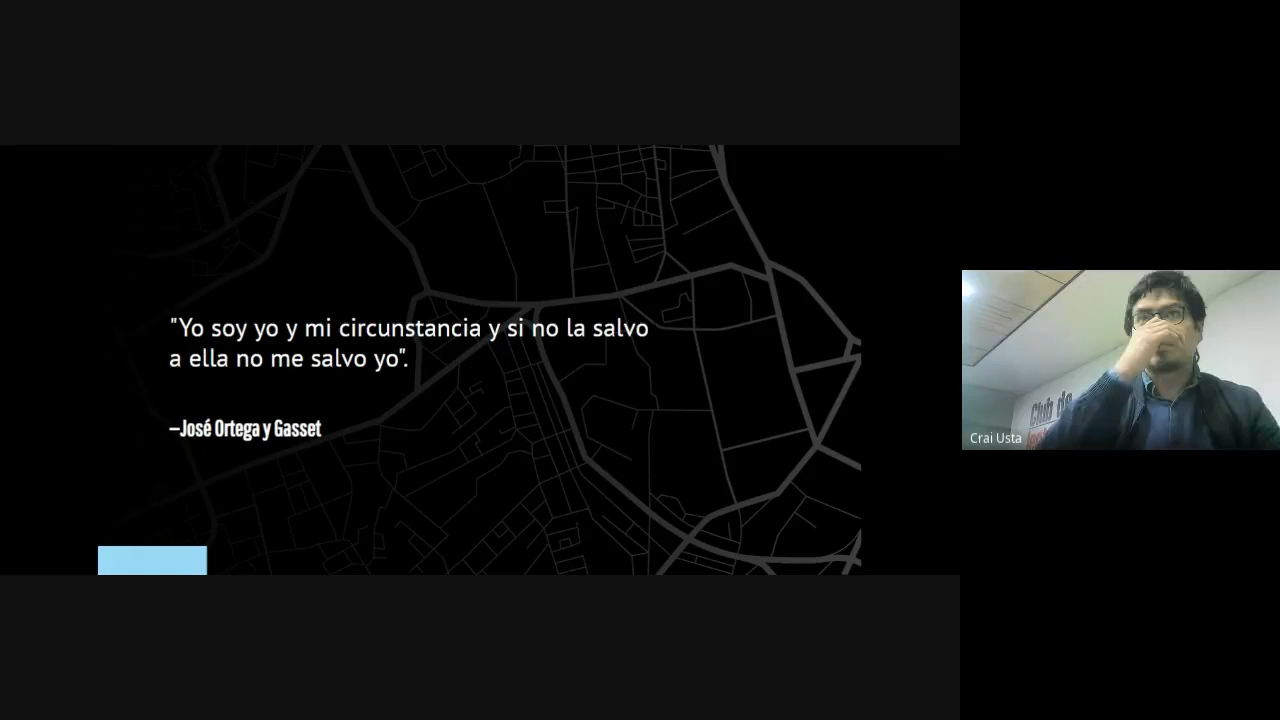 "Yo soy yo y mi circunstancia y si no la salvo
a ella no me salvo yo".
—José Ortega y Gasset
Club de
Crai Usta